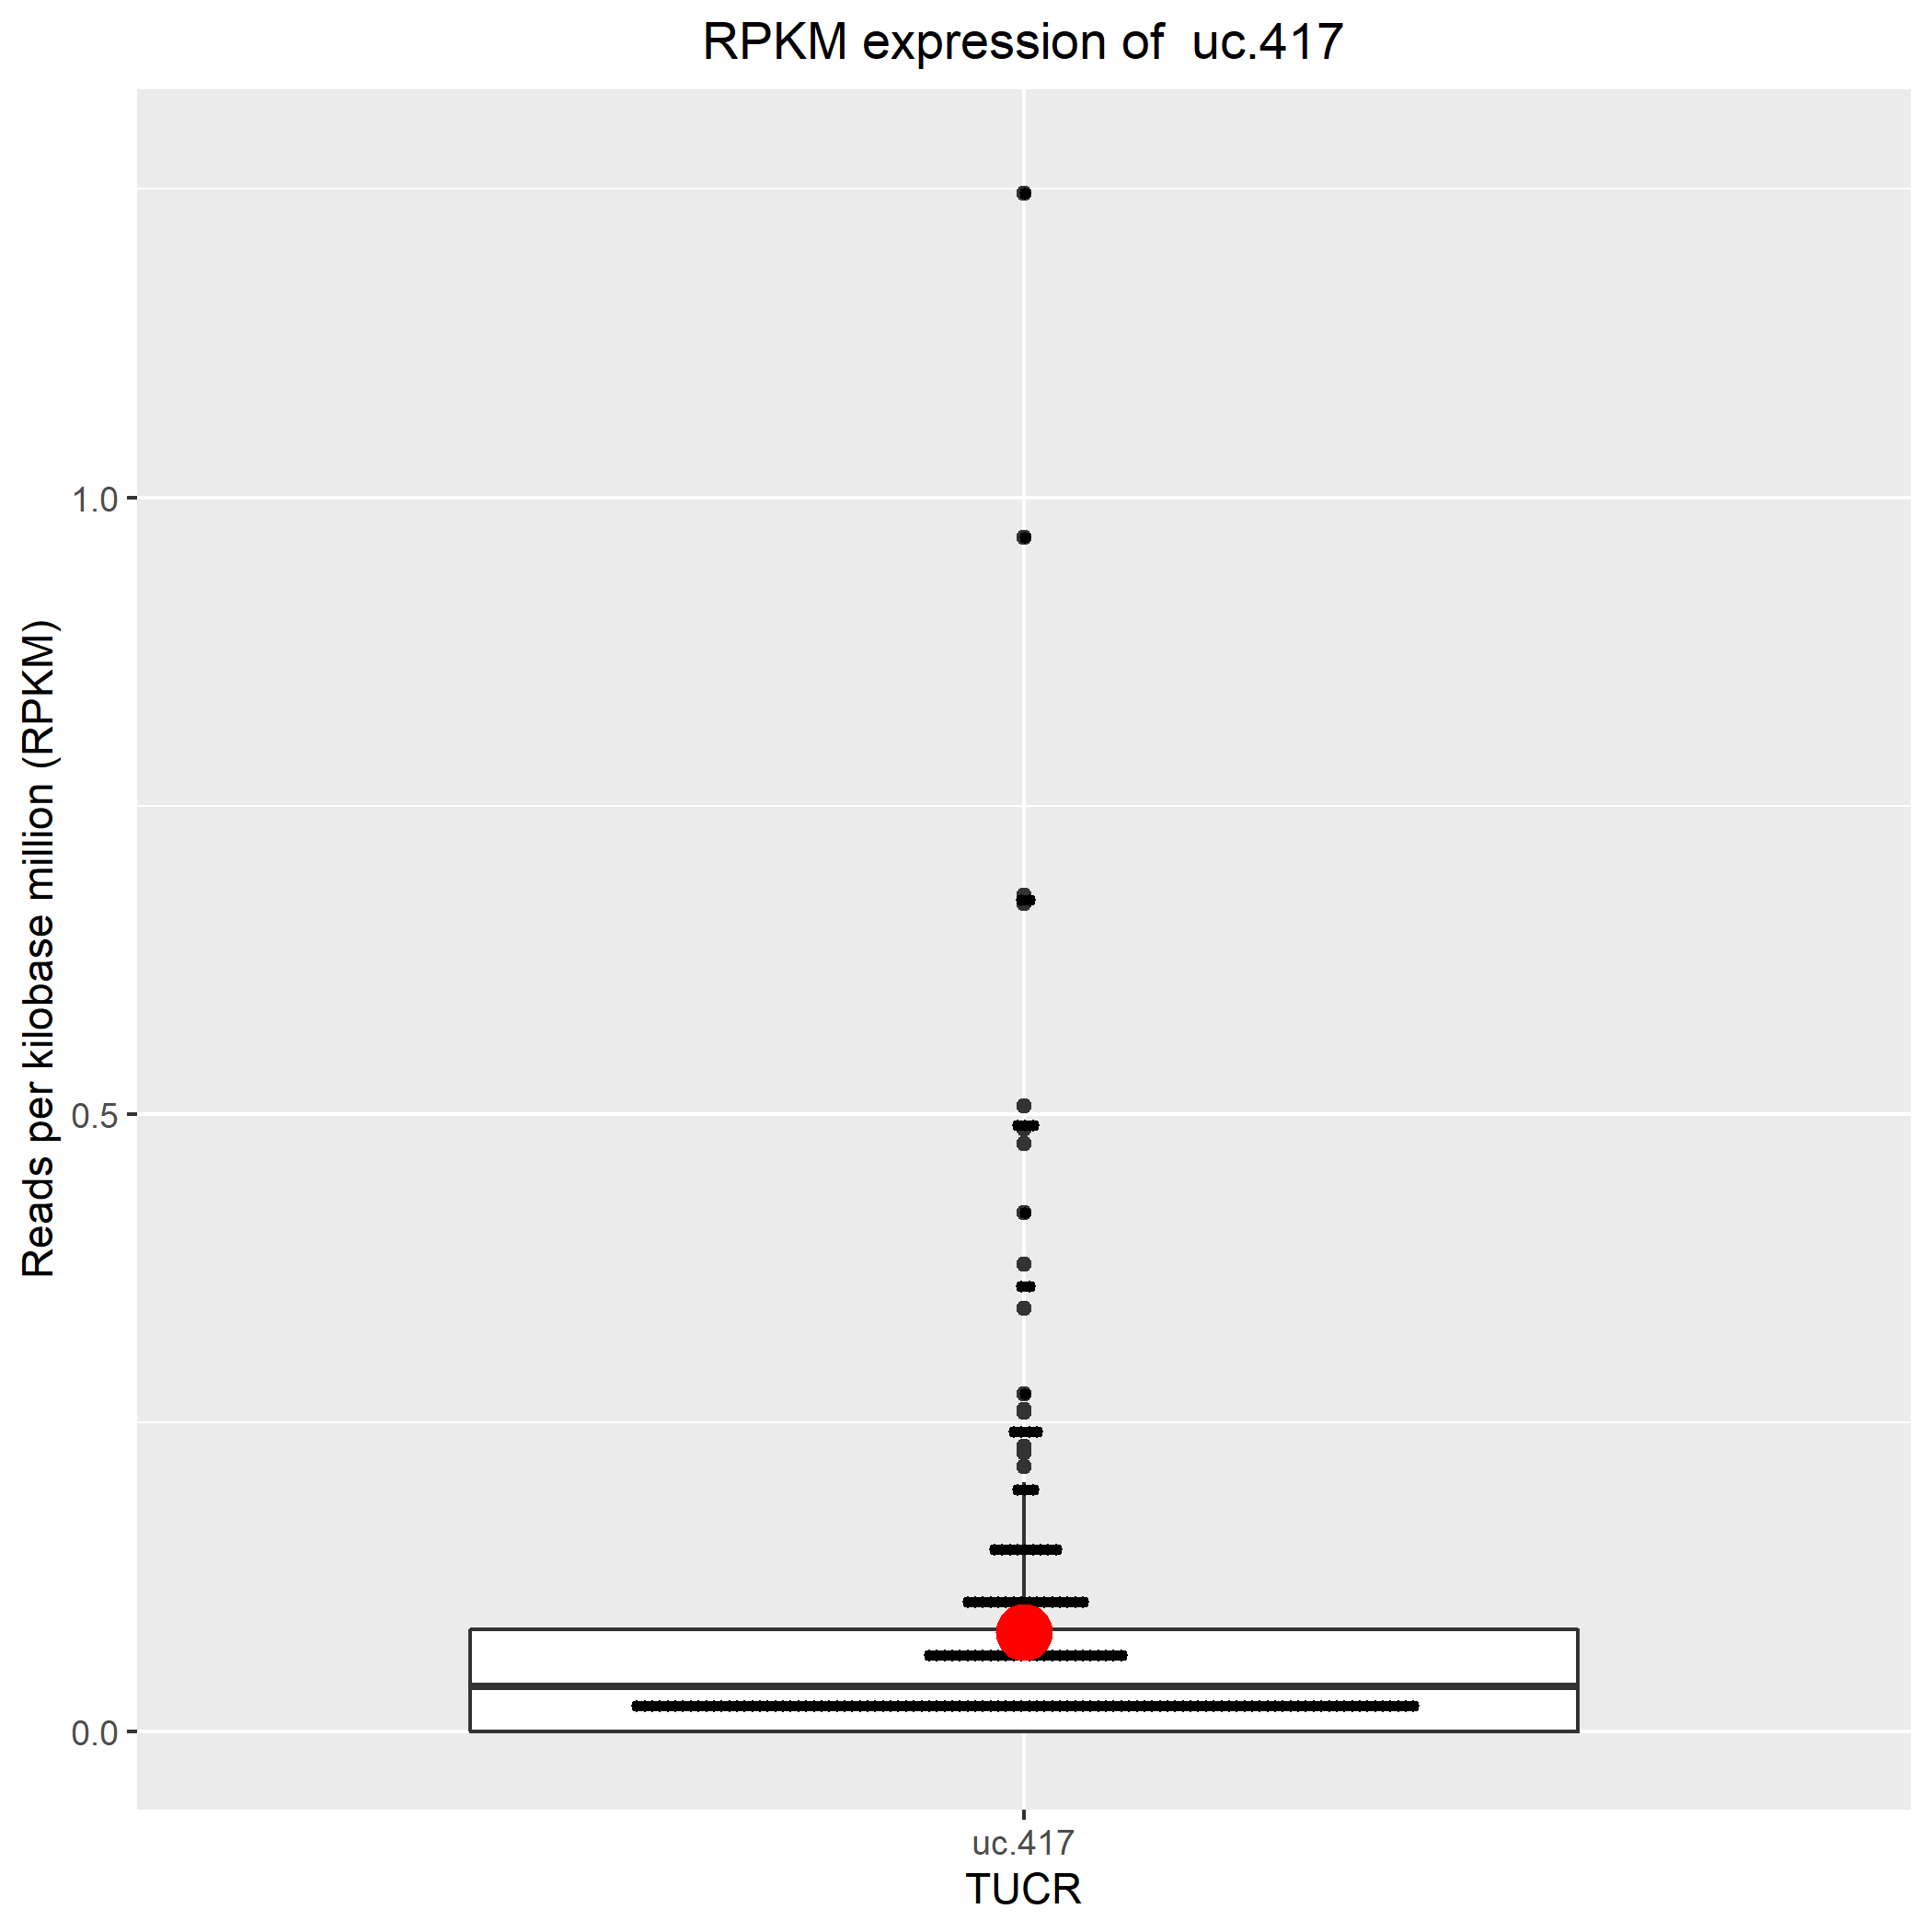 RPKM expression of  uc.417
Reads per kilobase million (RPKM)
1.0
0.5
0.0
uc.417
TUCR